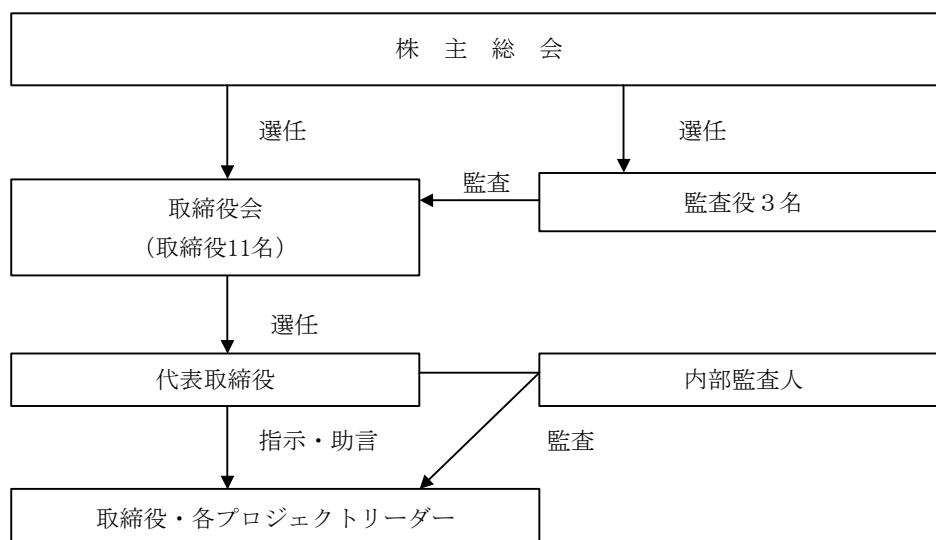 株 主 総 会
選任
選任
取締役会
(取締役11名)
監査
監査役3名
選任
代表取締役
内部監査人
指示・助言
監査
取締役・各プロジェクトリーダー